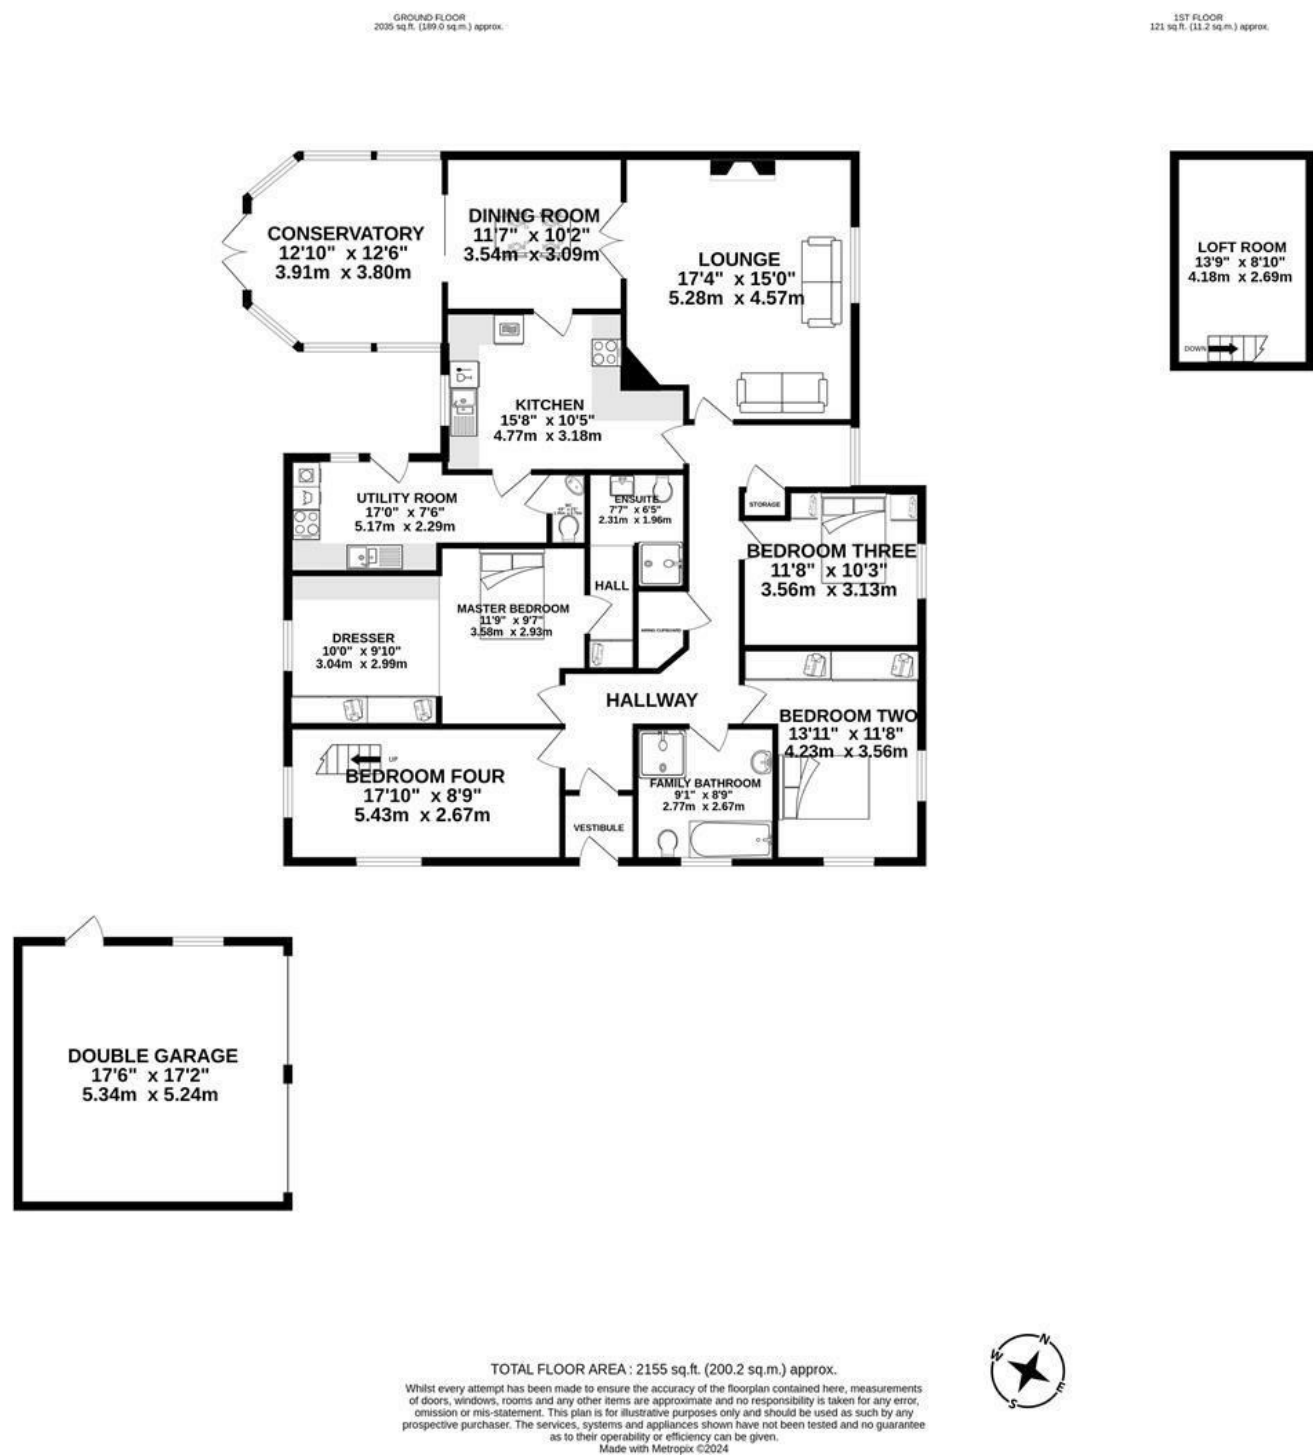 GROUND FLOOR
2035 sq.ft. (189.0 sq.m.) approx.
1ST FLOOR
121 sq.ft. (11.2 sq.m.) approx.
CONSERVATORY
12'10" x 12'6"
3.91m x 3.80m
DINING ROOM
11'7" x 10'2"
3.54m x 3.09m
LOUNGE
17'4" x 15'0"
5.28m x 4.57m
LOFT ROOM
13'9" x 8'10"
4.18m x 2.69m
DOWN
KITCHEN
15'8" x 10'5"
4.77m x 3.18m
UTILITY ROOM
17'0" x 7'6"
5.17m x 2.29m
ENSUITE
7'7" x 6'5"
2.31m x 1.96m
STORAGE
BEDROOM THREE
11'8" x 10'3"
3.56m x 3.13m
HALL
MASTER BEDROOM
11'9" x 9'7"
3.58m x 2.93m
DRESSER
10'0" x 9'10"
3.04m x 2.99m
AIRING CUPBOARD
HALLWAY
BEDROOM TWO
13'11" x 11'8"
4.23m x 3.56m
UP
BEDROOM FOUR
17'10" x 8'9"
5.43m x 2.67m
FAMILY BATHROOM
9'1" x 8'9"
2.77m x 2.67m
VESTIBULE
DOUBLE GARAGE
17'6" x 17'2"
5.34m x 5.24m
N
W
E
S
TOTAL FLOOR AREA : 2155 sq.ft. (200.2 sq.m.) approx.
Whilst every attempt has been made to ensure the accuracy of the floorplan contained here, measurements
of doors, windows, rooms and any other items are approximate and no responsibility is taken for any error,
omission or mis-statement. This plan is for illustrative purposes only and should be used as such by any
prospective purchaser. The services, systems and appliances shown have not been tested and no guarantee
as to their operability or efficiency can be given.
Made with Metropix ©2024